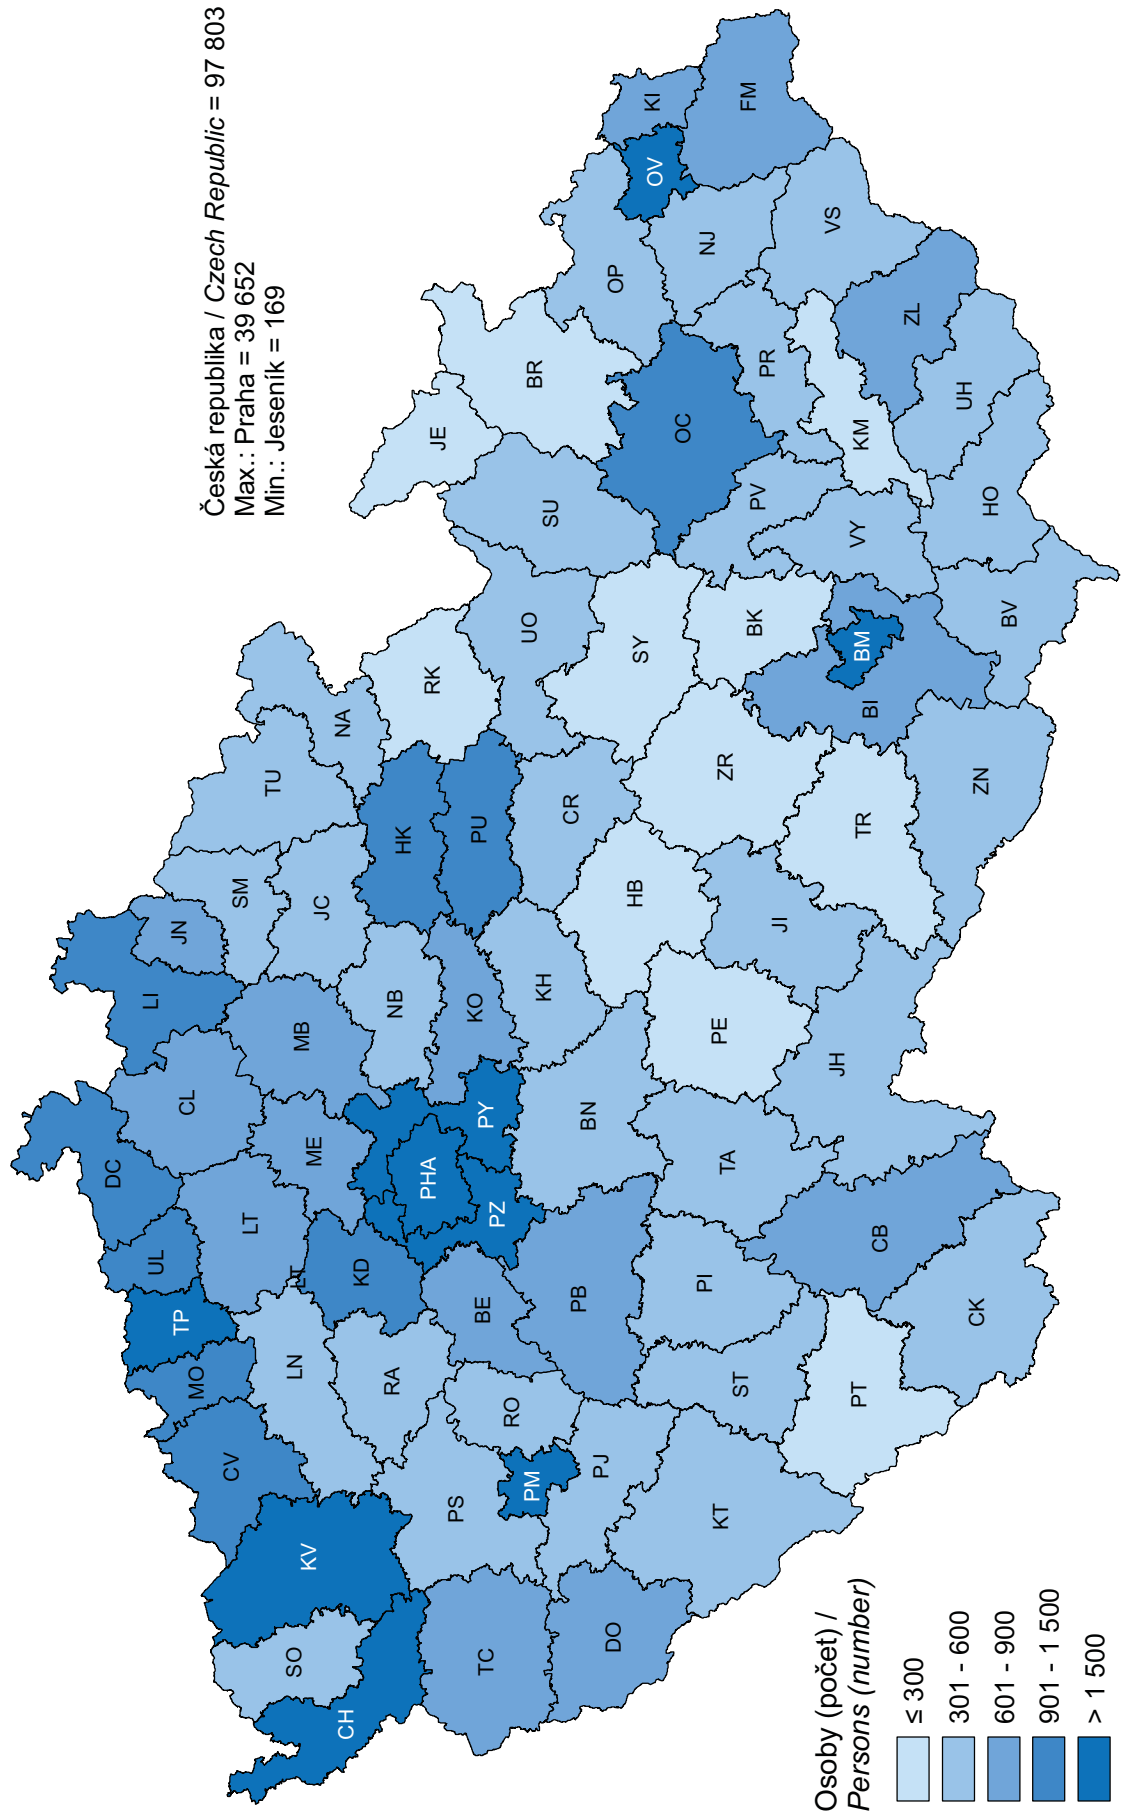 Česká republika / Czech Republic = 97 803
Max.: Praha = 39 652
Min.: Jeseník = 169
DC
LI
UL
JN
TP
CL
MO
CV
SM
LT
TU
SO
LN
LT
MB
KV
ME
JC
NA
CH
KD
RA
NB
HK
PHA
RK
JE
PS
KO
PU
BE
TC
PY
PZ
RO
UO
PM
BR
KH
SU
CR
PB
BN
PJ
DO
OP
HB
SY
KI
OV
OC
PI
NJ
PE
KT
ZR
TA
ST
FM
BK
PV
PR
JI
VS
JH
VY
PT
KM
BM
TR
BI
CB
ZL
UH
CK
ZN
HO
BV
Osoby (počet) /
Persons (number)
≤ 300
301 - 600
601 - 900
901 - 1 500
> 1 500